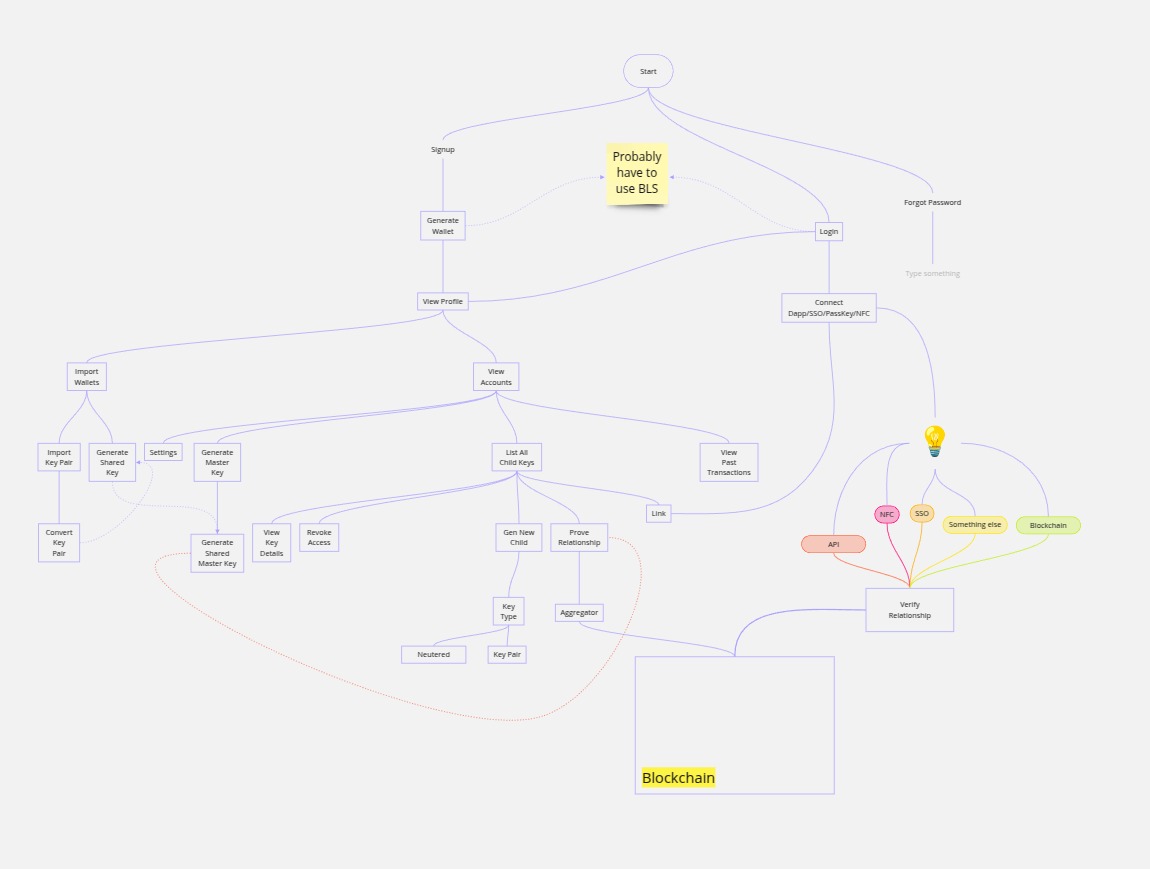 Start
Signup
Probably
have to
use BLS
Forgot Password
Generate
Wallet
Login
Type something
View Profile
Connect
Dapp/SSO/PassKey/NFC
Import
Wallets
View
Accounts
Import
Key Pair
Generate
Shared
Key
Settings
Generate
Master
Key
List All
Child Keys
View
Past
Transactions
Link
NFC
SSO
Something else
Blockchain
API
Convert
Key
Pair
Generate
Shared
Master Key
View
Key
Details
Revoke
Access
Gen New
Child
Prove
Relationship
Key
Type
Aggregator
Verify
Relationship
Neutered
Key Pair
Blockchain